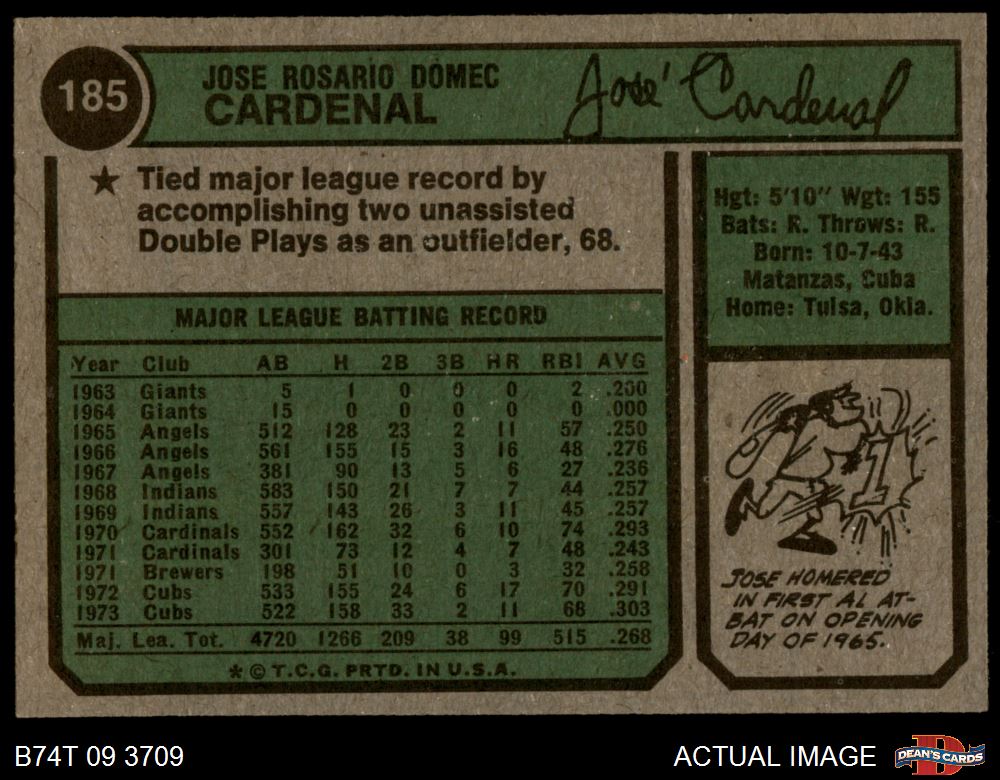 185
JOSE ROSARIO DOMEC
CARDENAL
José Cardenal
★ Tied major league record by
accomplishing two unassisted
Double Plays as an outfielder, 68.
Hgt: 5'10" Wgt: 155
Bats: R. Throws: R.
Born: 10-7-43
Matanzas, Cuba
Home: Tulsa, Okla.
MAJOR LEAGUE BATTING RECORD
Year Club AB H 2B 3B HR RBI AVG
1963 Giants 5 1 0 0 0 2 .200
1964 Giants 15 0 0 0 0 0 .000
1965 Angels 512 128 23 2 11 57 .250
1966 Angels 561 155 15 3 16 48 .276
1967 Angels 381 90 13 5 6 27 .236
1968 Indians 583 150 21 7 7 44 .257
1969 Indians 557 143 26 3 11 45 .257
1970 Cardinals 552 162 32 6 10 74 .293
1971 Cardinals 301 73 12 4 7 48 .243
1971 Brewers 198 51 10 0 3 32 .258
1972 Cubs 533 155 24 6 17 70 .291
1973 Cubs 522 158 33 2 11 68 .303
Maj. Lea. Tot. 4720 1266 209 38 99 515 .268
* © T.C.G. PRTD. IN U.S.A.
1
JOSE HOMERED
IN FIRST AL AT-
BAT ON OPENING
DAY OF 1965.
B74T 09 3709
ACTUAL IMAGE
D
DEAN'S CARDS